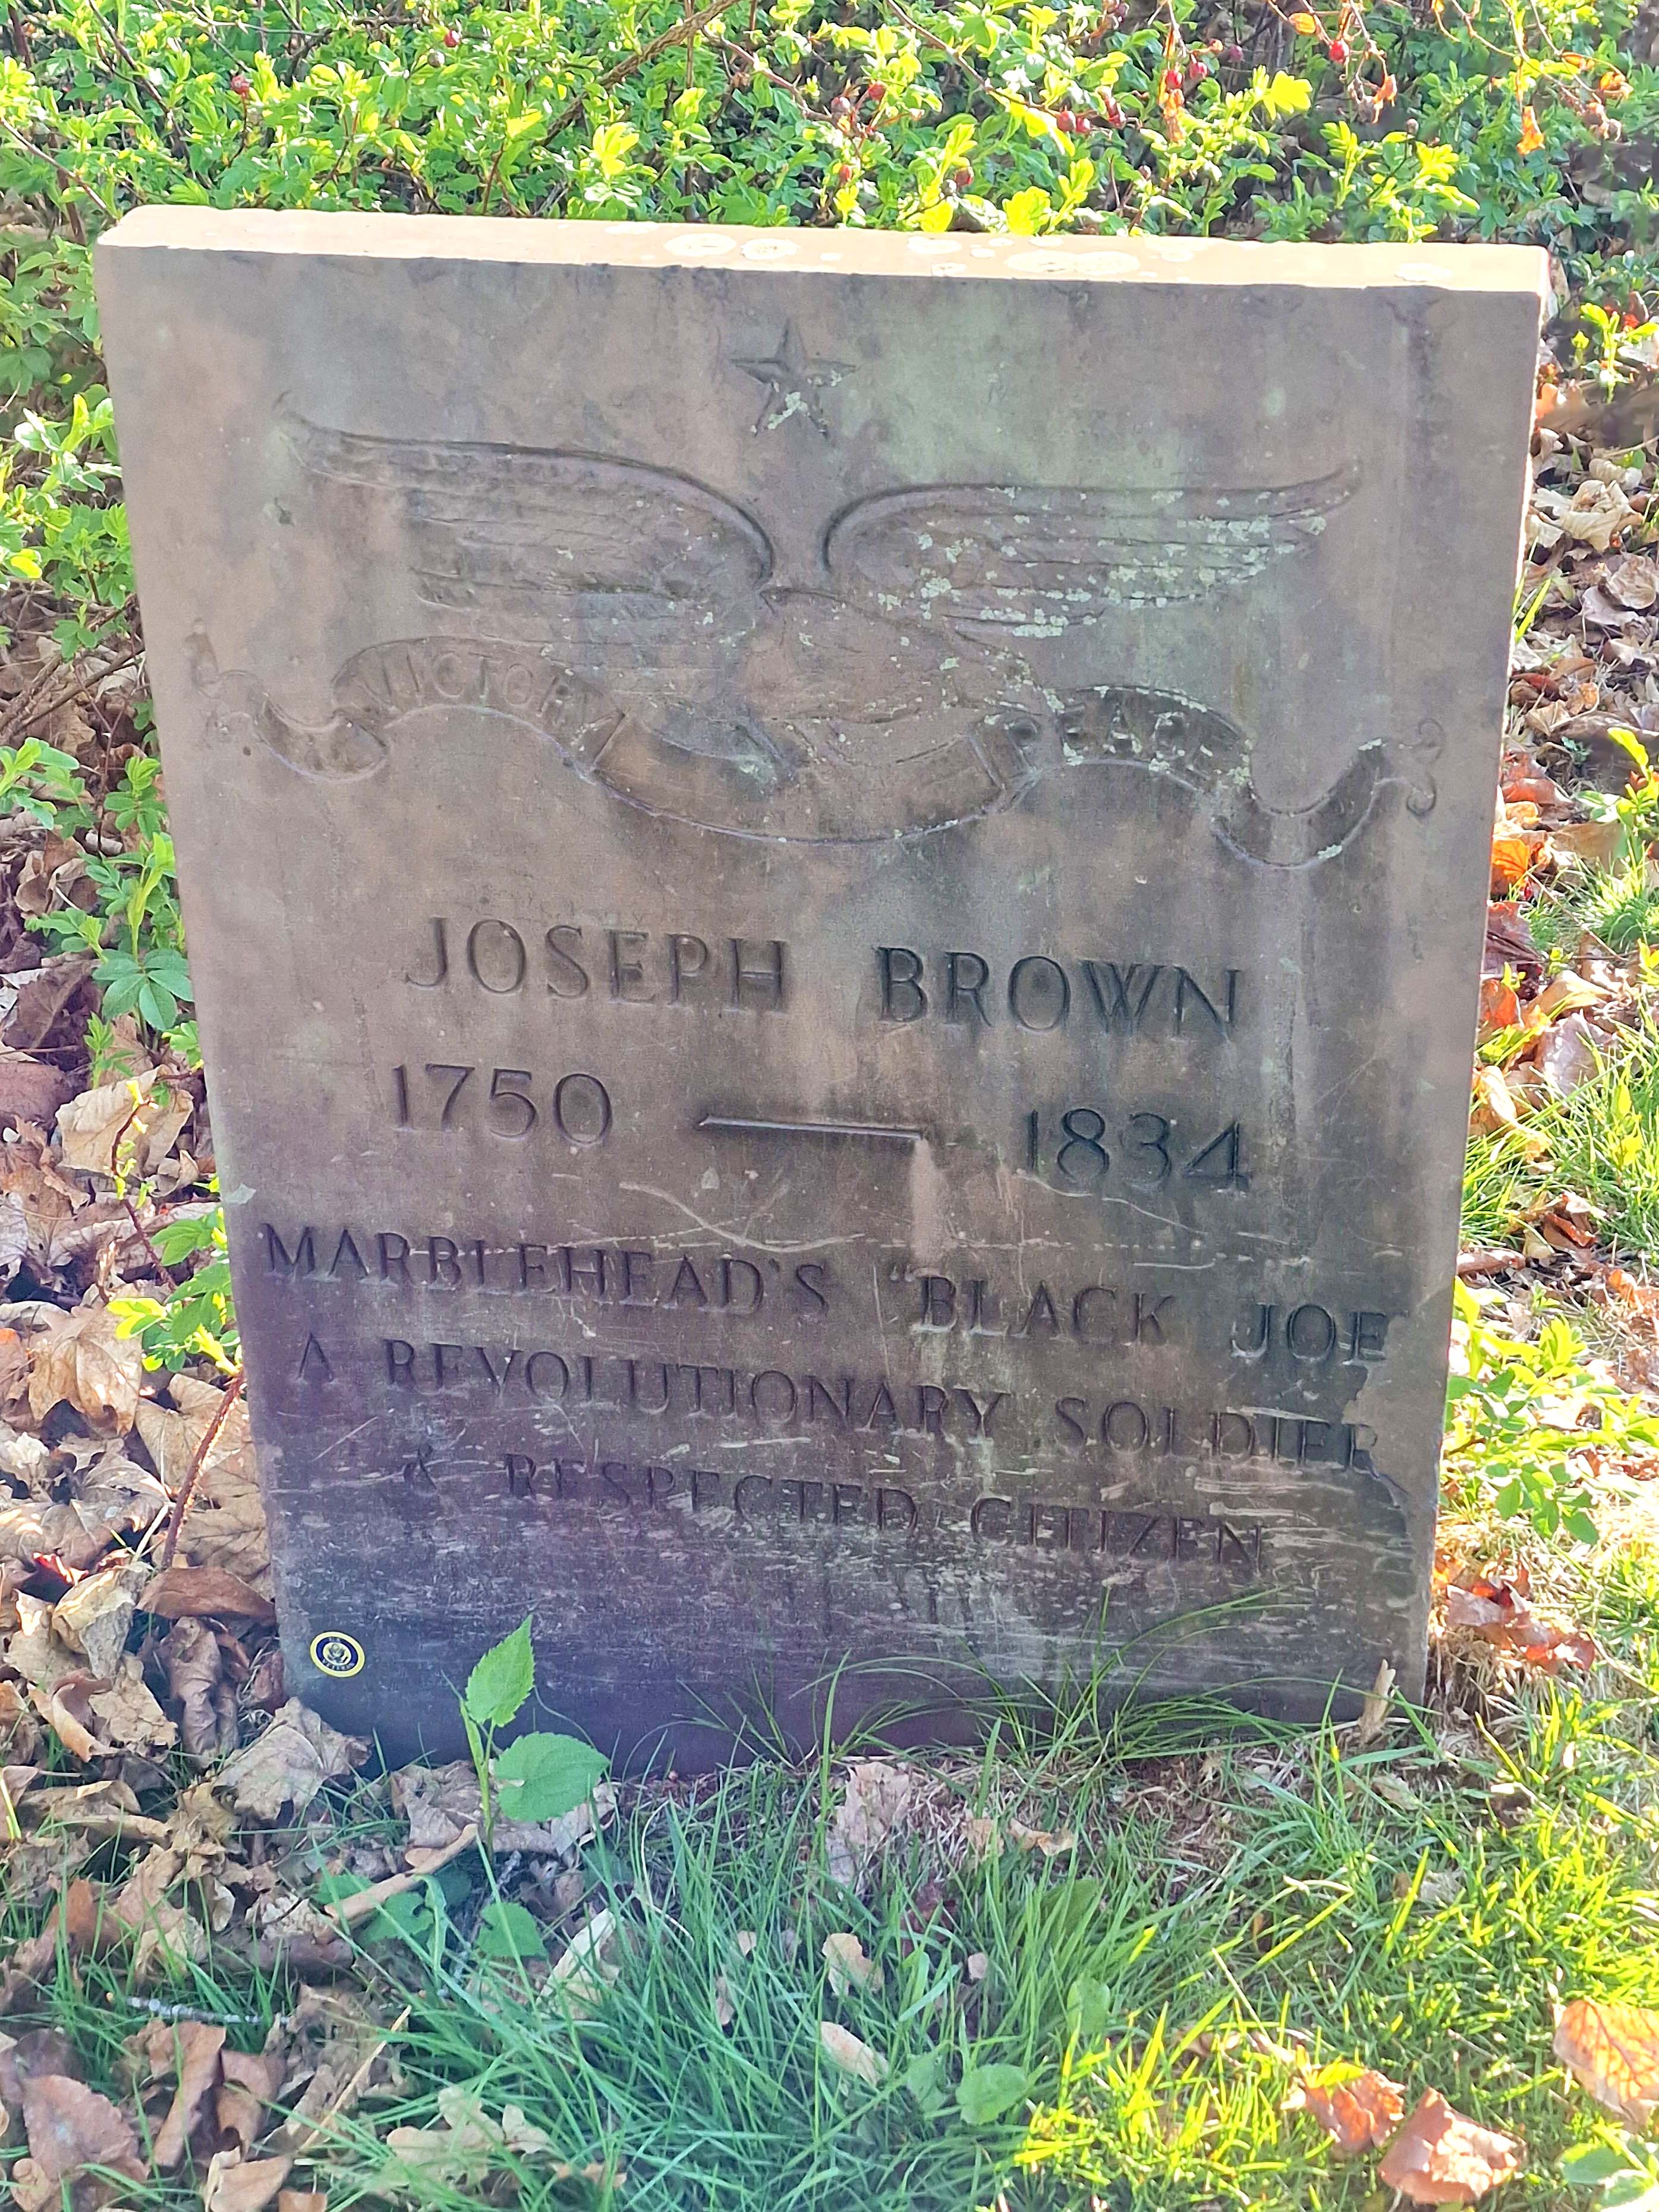 VICTORY PEACE
JOSEPH BROWN
1750 — 1834
MARBLEHEAD'S "BLACK JOE
A REVOLUTIONARY SOLDIER
& RESPECTED CITIZEN